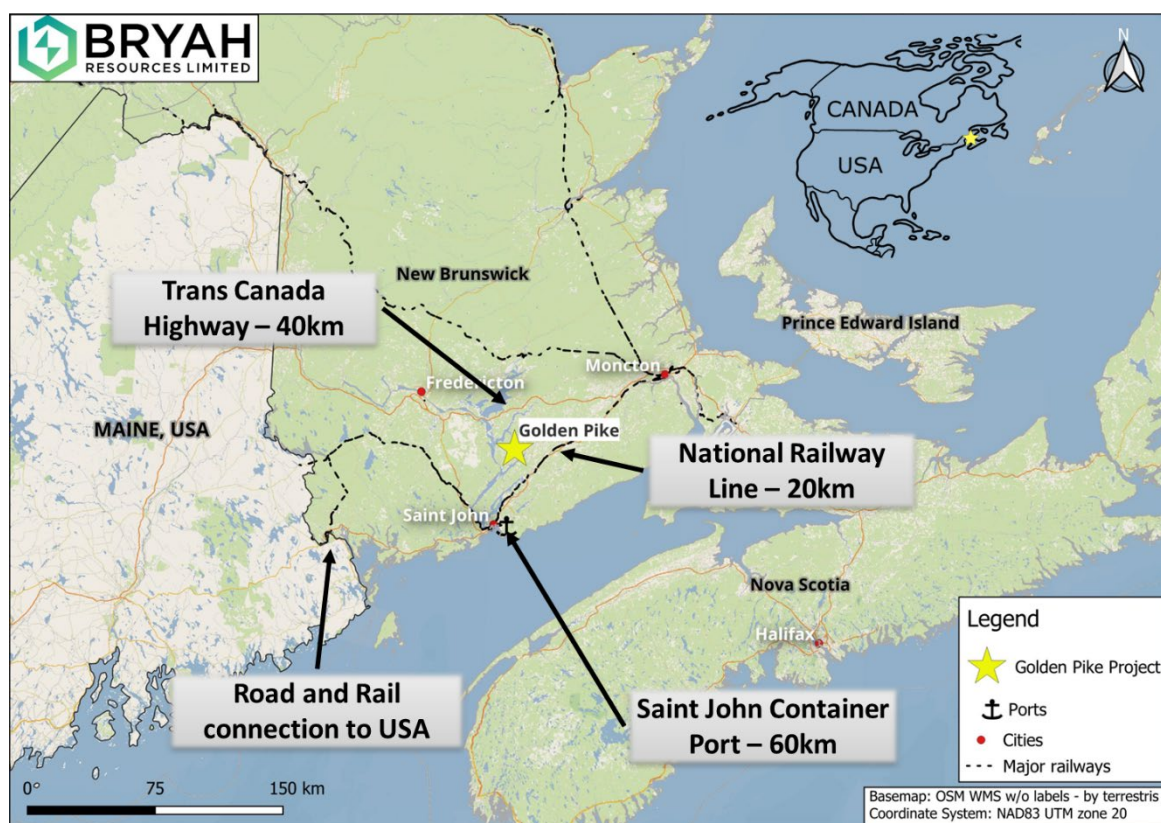 BRYAH
RESOURCES LIMITED
N
CANADA
USA
New Brunswick
Trans Canada
Highway – 40km
Prince Edward Island
Moncton
Fredericton
MAINE, USA
Golden Pike
National Railway
Line – 20km
Saint John
Nova Scotia
Halifax
Road and Rail
connection to USA
Saint John Container
Port – 60km
Legend
Golden Pike Project
Ports
Cities
Major railways
0°
75
150 km
Basemap: OSM WMS w/o labels - by terrestris
Coordinate System: NAD83 UTM zone 20